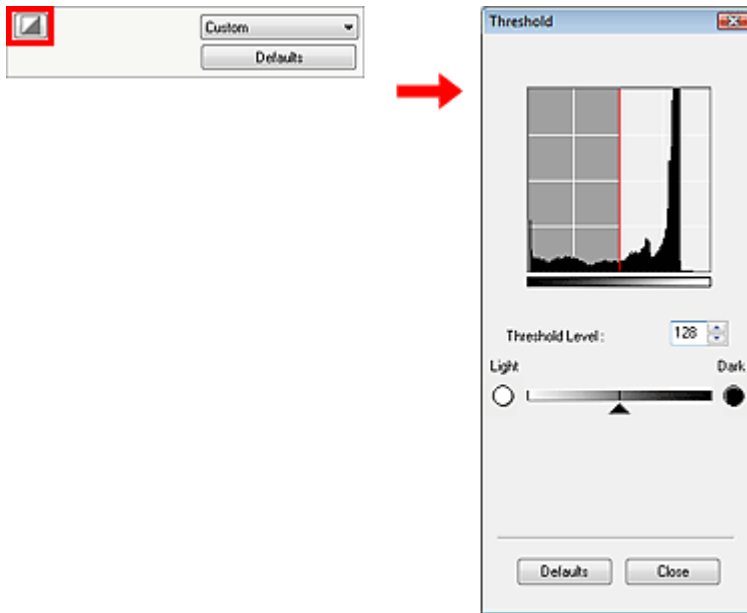 Custom
Defaults
Threshold
Threshold Level :
128
Light
Dark
Defaults
Close